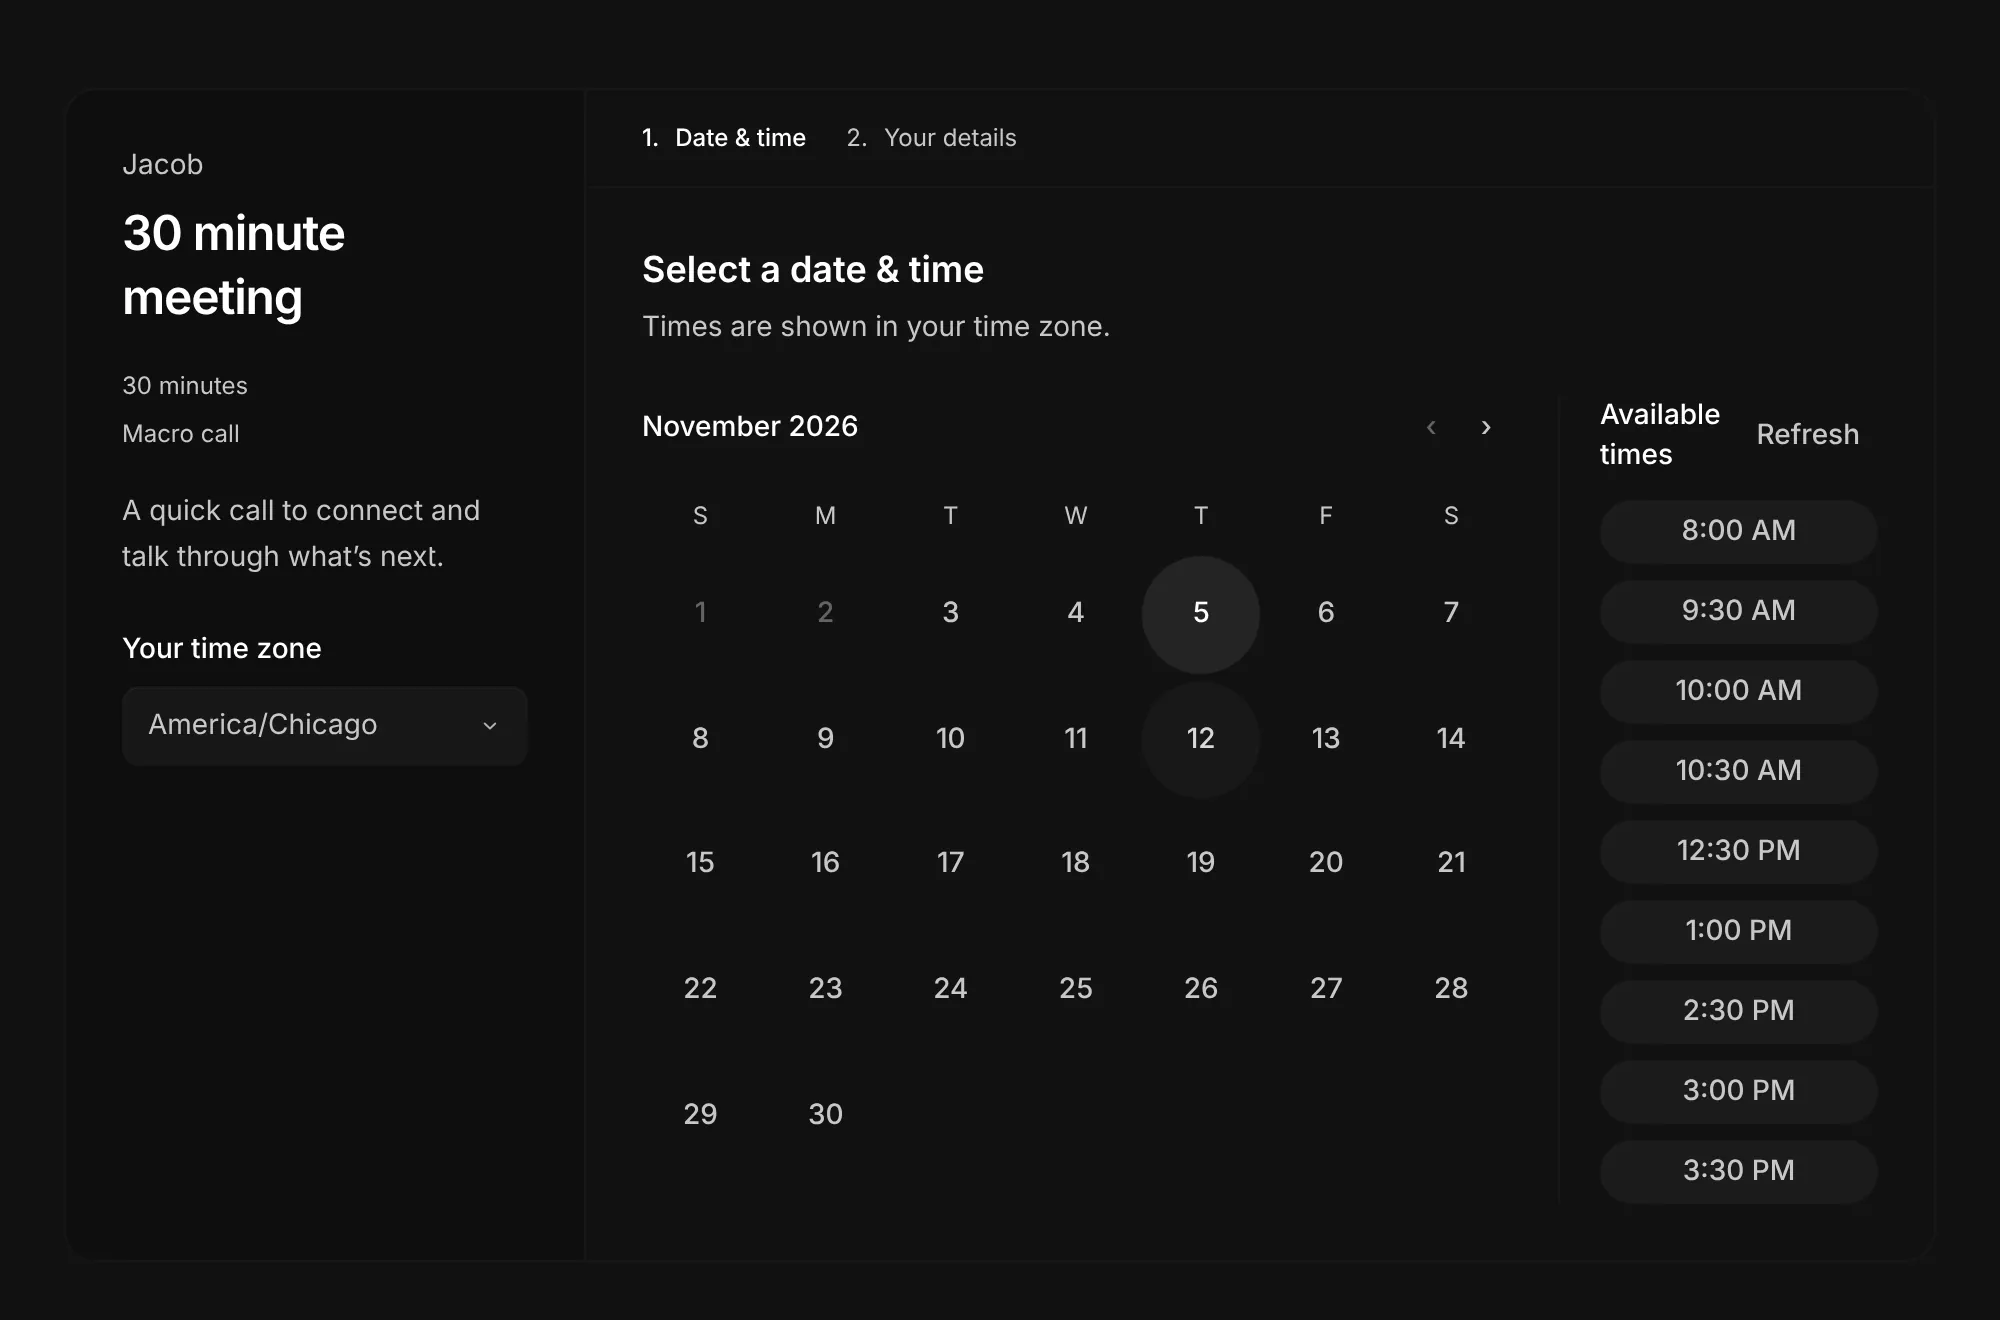 Jacob
30 minute
meeting
30 minutes
Macro call
A quick call to connect and
talk through what’s next.
Your time zone
America/Chicago
1. Date & time 2. Your details
Select a date & time
Times are shown in your time zone.
November 2026
S M T W T F S
1 2 3 4 5 6 7
8 9 10 11 12 13 14
15 16 17 18 19 20 21
22 23 24 25 26 27 28
29 30
Available
times
Refresh
8:00 AM
9:30 AM
10:00 AM
10:30 AM
12:30 PM
1:00 PM
2:30 PM
3:00 PM
3:30 PM